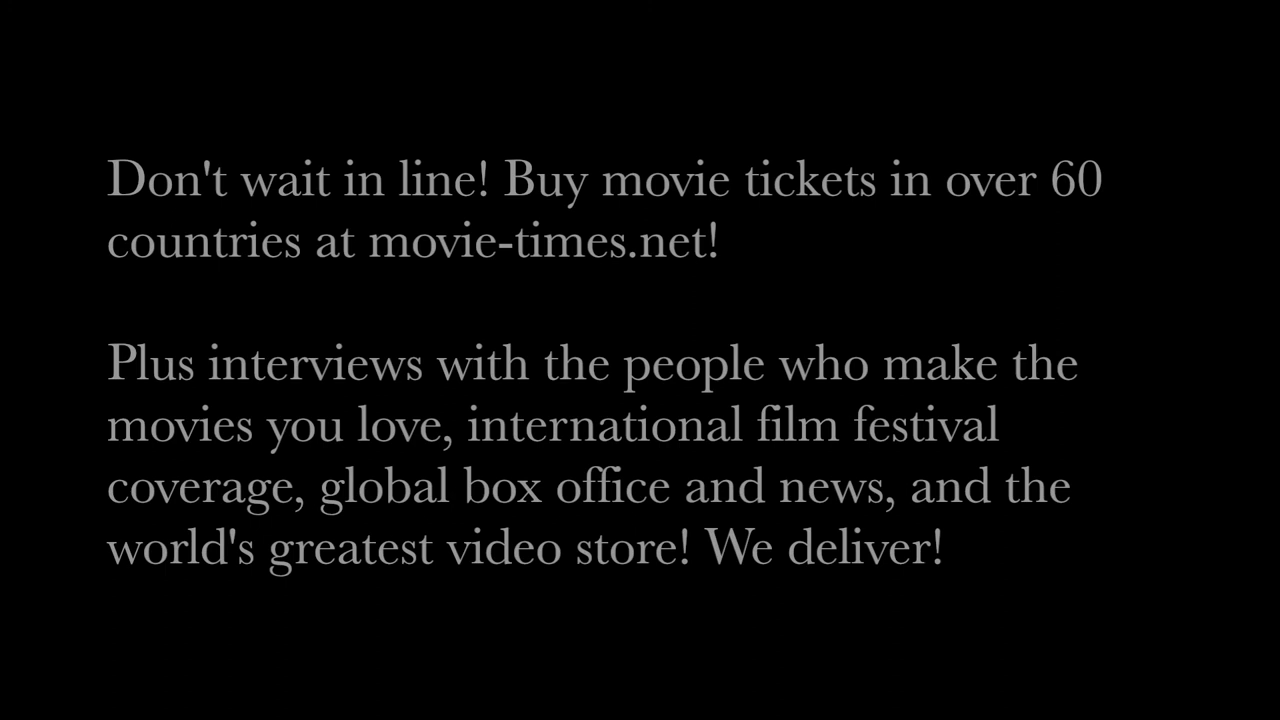 Don't wait in line! Buy movie tickets in over 60
countries at movie-times.net!
Plus interviews with the people who make the
movies you love, international film festival
coverage, global box office and news, and the
world's greatest video store! We deliver!